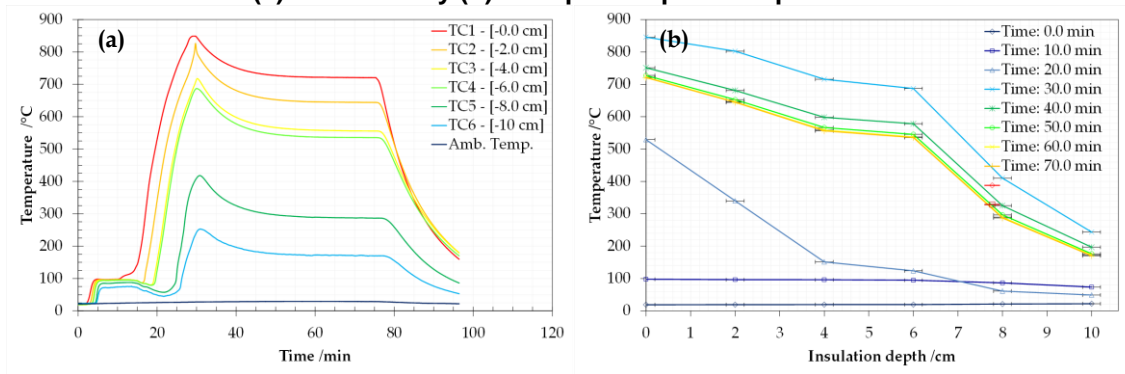 (a)
TC1 - [-0.0 cm]
TC2 - [-2.0 cm]
TC3 - [-4.0 cm]
TC4 - [-6.0 cm]
TC5 - [-8.0 cm]
TC6 - [-10 cm]
Amb. Temp.
Temperature /°C
900
800
700
600
500
400
300
200
100
0
0 20 40 60 80 100 120
Time /min
(b)
Time: 0.0 min
Time: 10.0 min
Time: 20.0 min
Time: 30.0 min
Time: 40.0 min
Time: 50.0 min
Time: 60.0 min
Time: 70.0 min
Temperature /°C
900
800
700
600
500
400
300
200
100
0
0 1 2 3 4 5 6 7 8 9 10
Insulation depth /cm